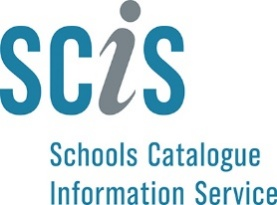 SCiS
Schools Catalogue
Information Service